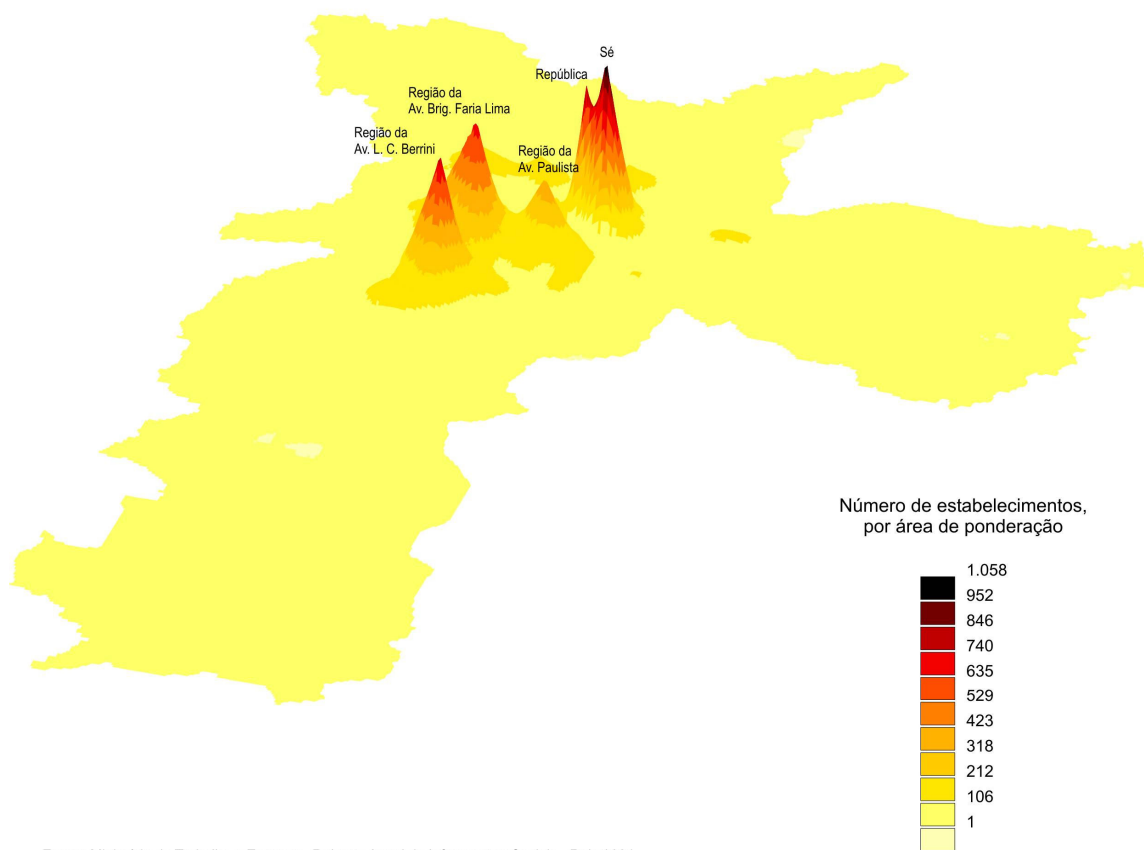 Sé
República
Região da
Av. Brig. Faria Lima
Região da
Av. L. C. Berrini
Região da
Av. Paulista
Número de estabelecimentos,
por área de ponderação
1.058
952
846
740
635
529
423
318
212
106
1